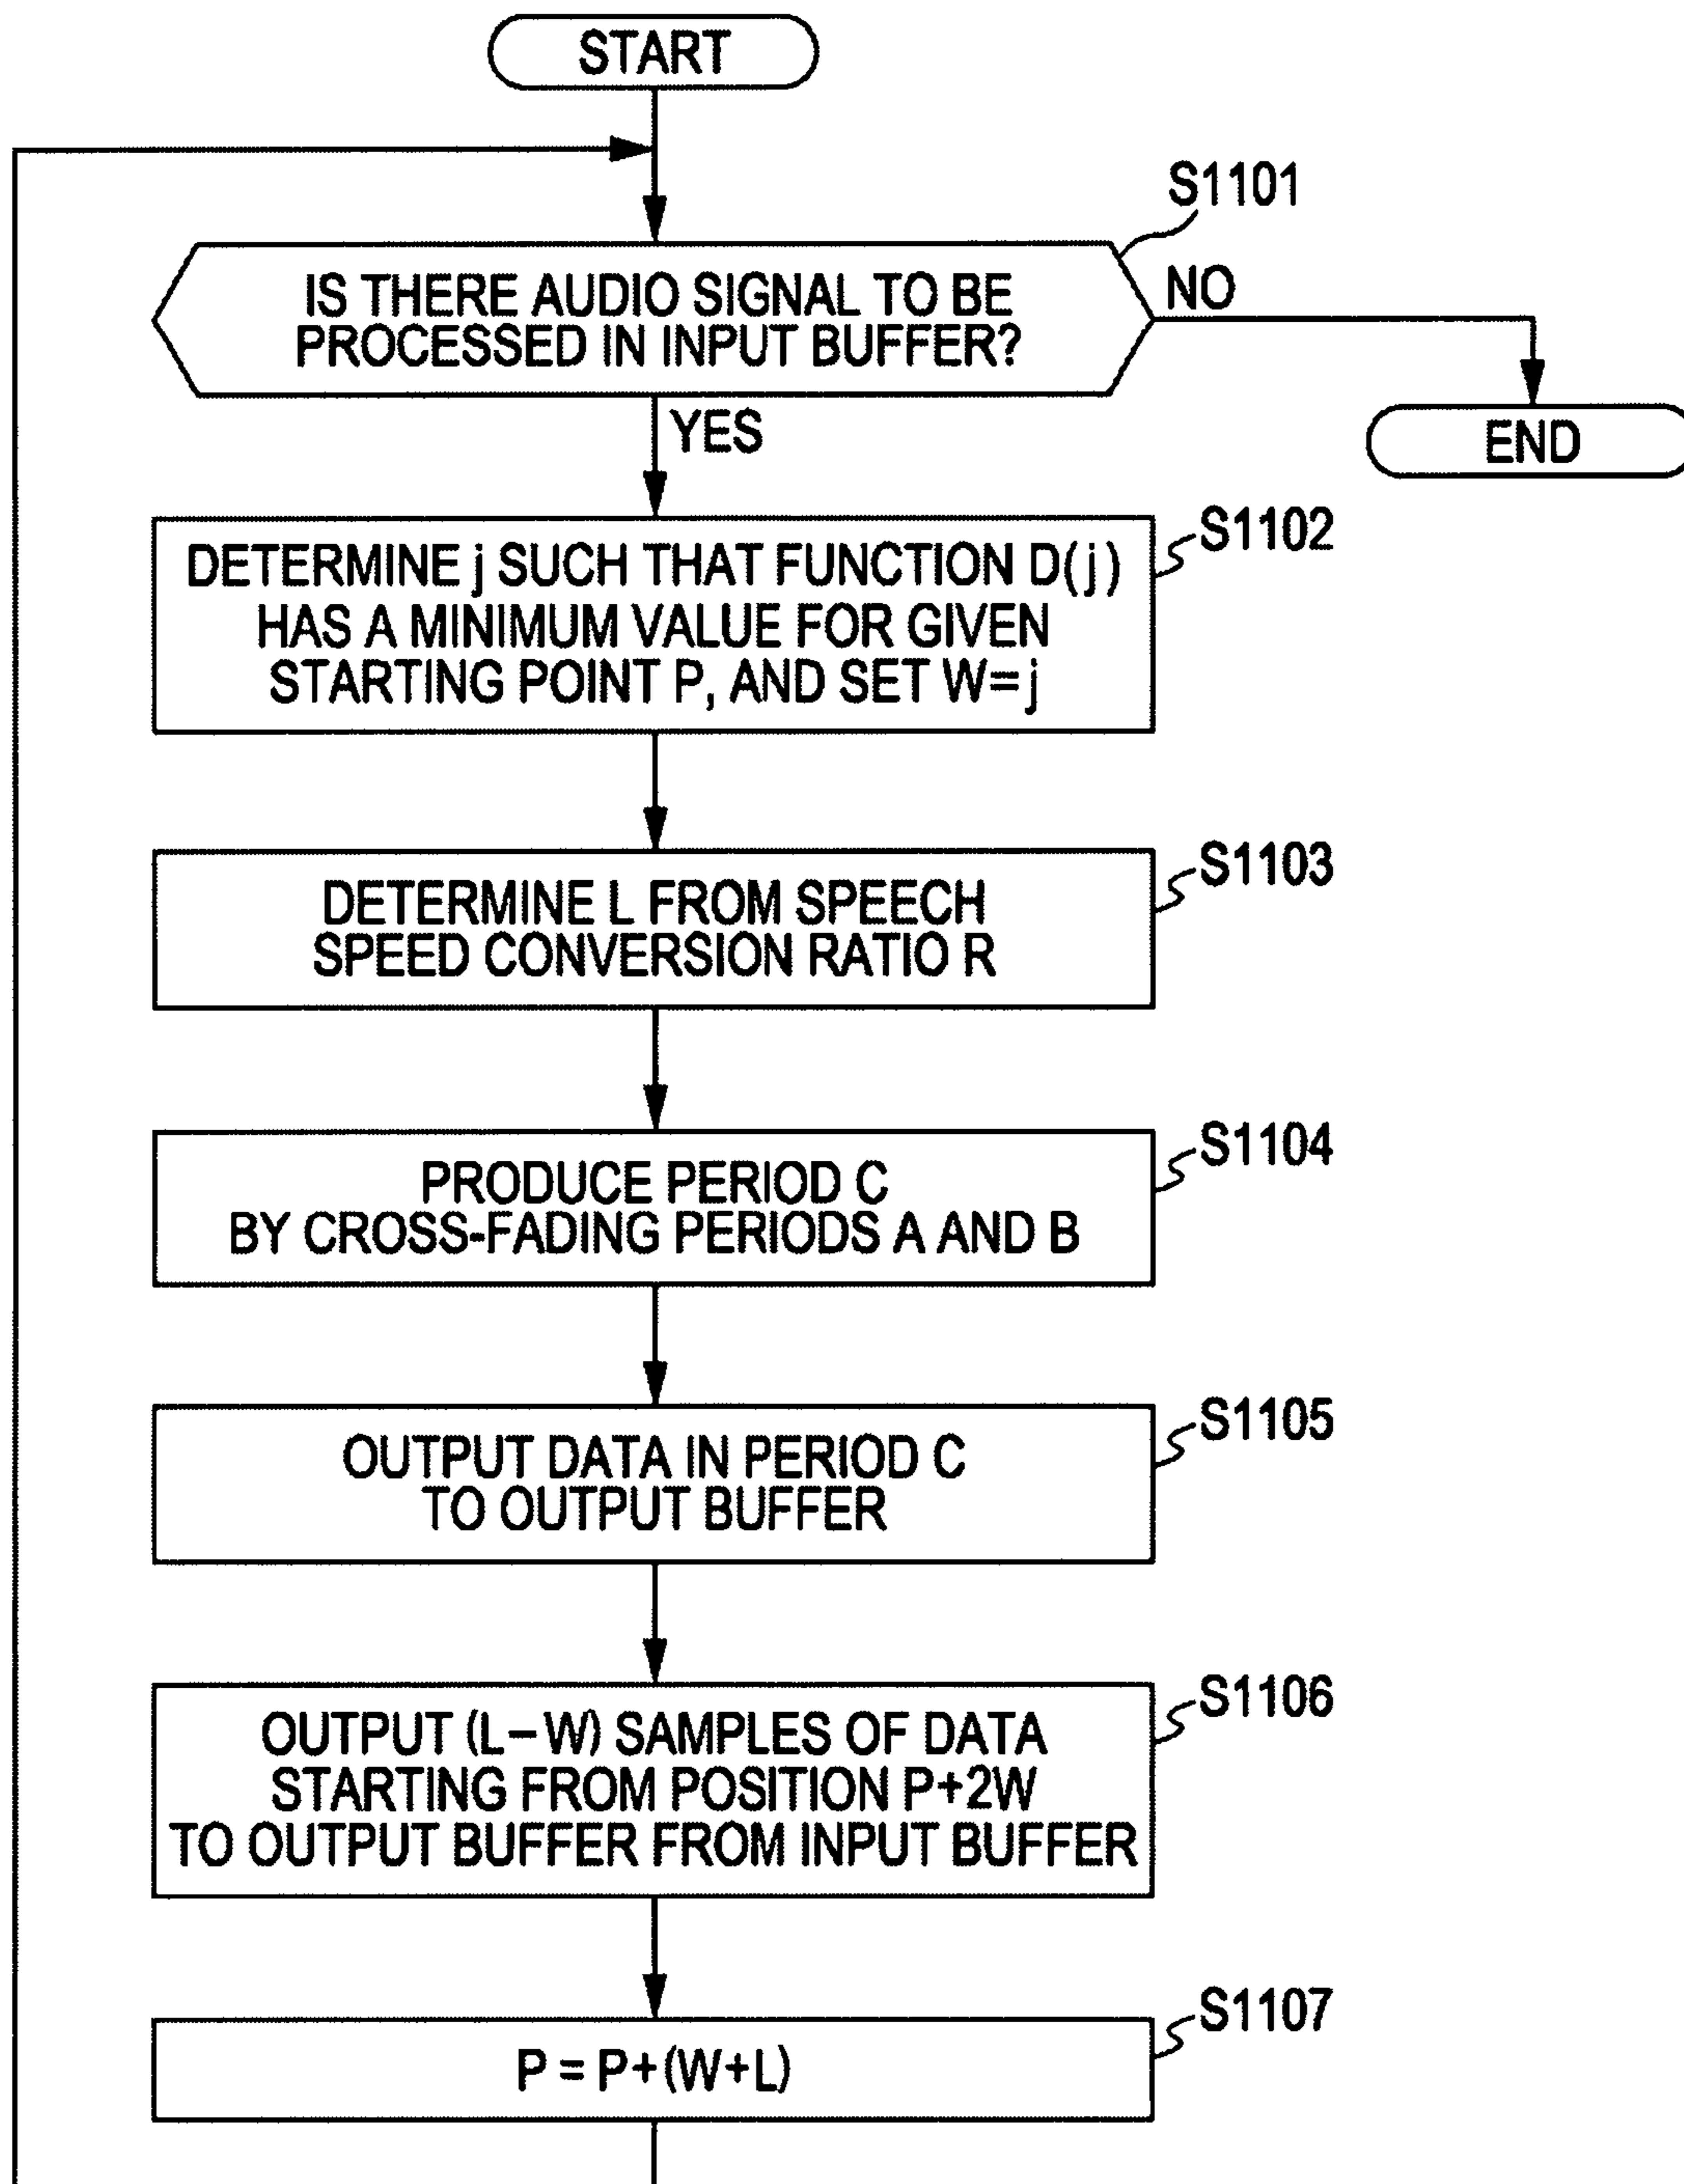 START
S1101
IS THERE AUDIO SIGNAL TO BE
PROCESSED IN INPUT BUFFER?
NO
YES
END
S1102
DETERMINE j SUCH THAT FUNCTION D(j)
HAS A MINIMUM VALUE FOR GIVEN
STARTING POINT P, AND SET W=j
S1103
DETERMINE L FROM SPEECH
SPEED CONVERSION RATIO R
S1104
PRODUCE PERIOD C
BY CROSS-FADING PERIODS A AND B
S1105
OUTPUT DATA IN PERIOD C
TO OUTPUT BUFFER
S1106
OUTPUT (L–W) SAMPLES OF DATA
STARTING FROM POSITION P+2W
TO OUTPUT BUFFER FROM INPUT BUFFER
S1107
P = P+(W+L)